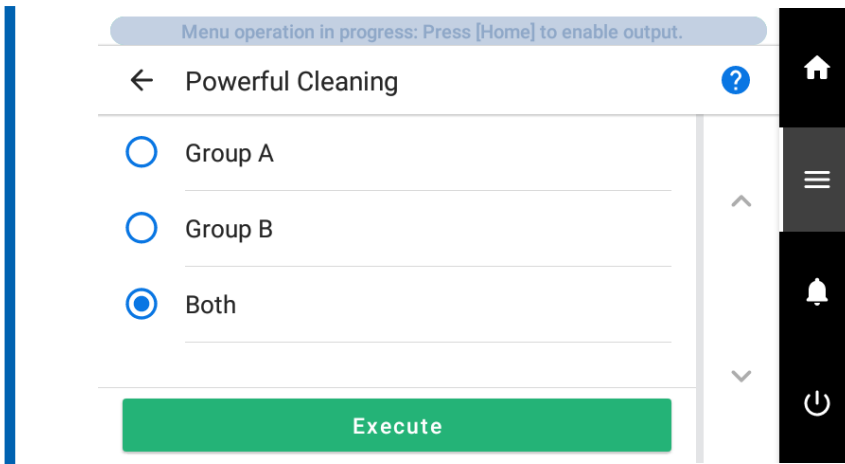 Menu operation in progress: Press [Home] to enable output.
Powerful Cleaning
?
Group A
Group B
Both
Execute